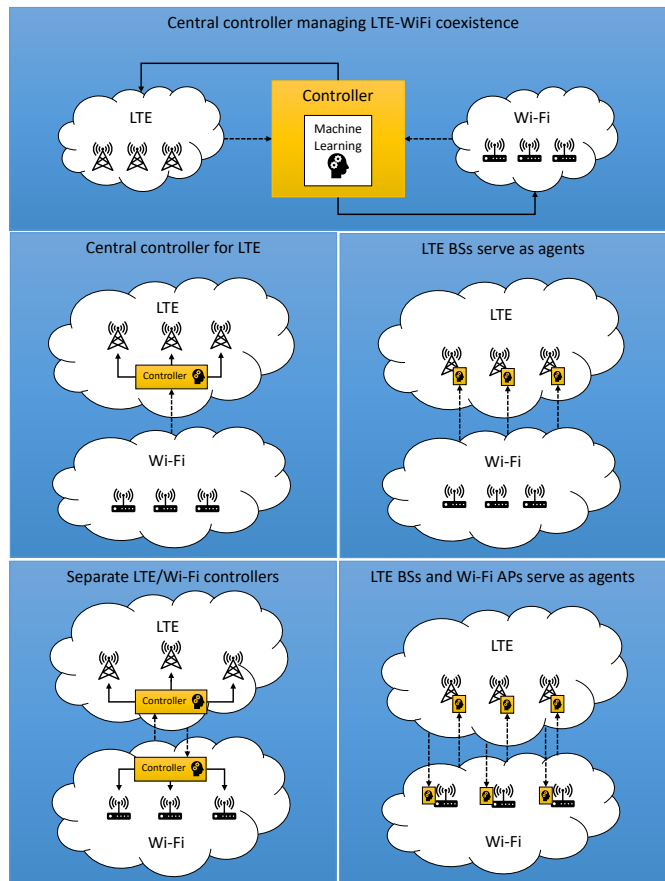 Central controller managing LTE-WiFi coexistence
LTE
Controller
Machine
Learning
Wi-Fi
Central controller for LTE
LTE
Controller
Wi-Fi
LTE BSs serve as agents
LTE
Wi-Fi
Separate LTE/Wi-Fi controllers
LTE
Controller
Controller
Wi-Fi
LTE BSs and Wi-Fi APs serve as agents
LTE
Wi-Fi